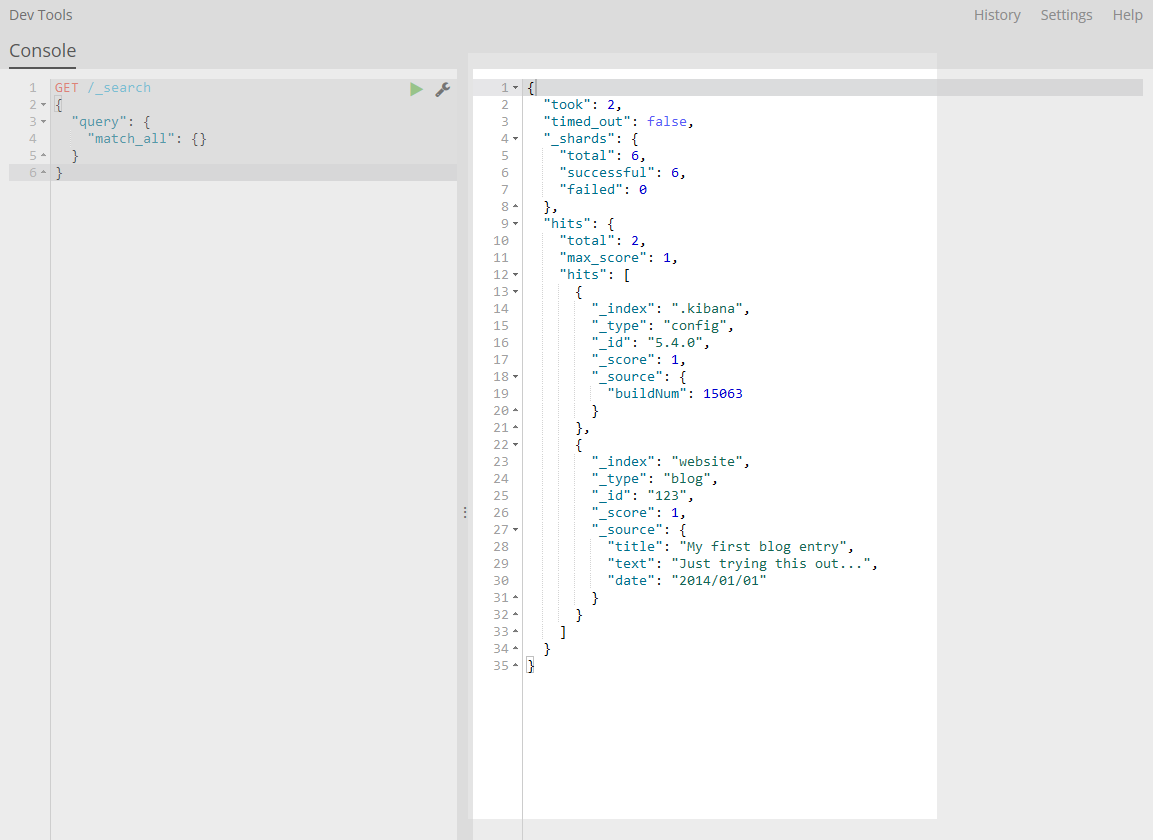 Dev Tools
History Settings Help
Console
1 GET /_search
2 {
3 "query": {
4 "match_all": {}
5 }
6 }
1 {
2 "took": 2,
3 "timed_out": false,
4 "_shards": {
5 "total": 6,
6 "successful": 6,
7 "failed": 0
8 },
9 "hits": {
10 "total": 2,
11 "max_score": 1,
12 "hits": [
13 {
14 "_index": ".kibana",
15 "_type": "config",
16 "_id": "5.4.0",
17 "_score": 1,
18 "_source": {
19 "buildNum": 15063
20 }
21 },
22 {
23 "_index": "website",
24 "_type": "blog",
25 "_id": "123",
26 "_score": 1,
27 "_source": {
28 "title": "My first blog entry",
29 "text": "Just trying this out...",
30 "date": "2014/01/01"
31 }
32 }
33 ]
34 }
35 }